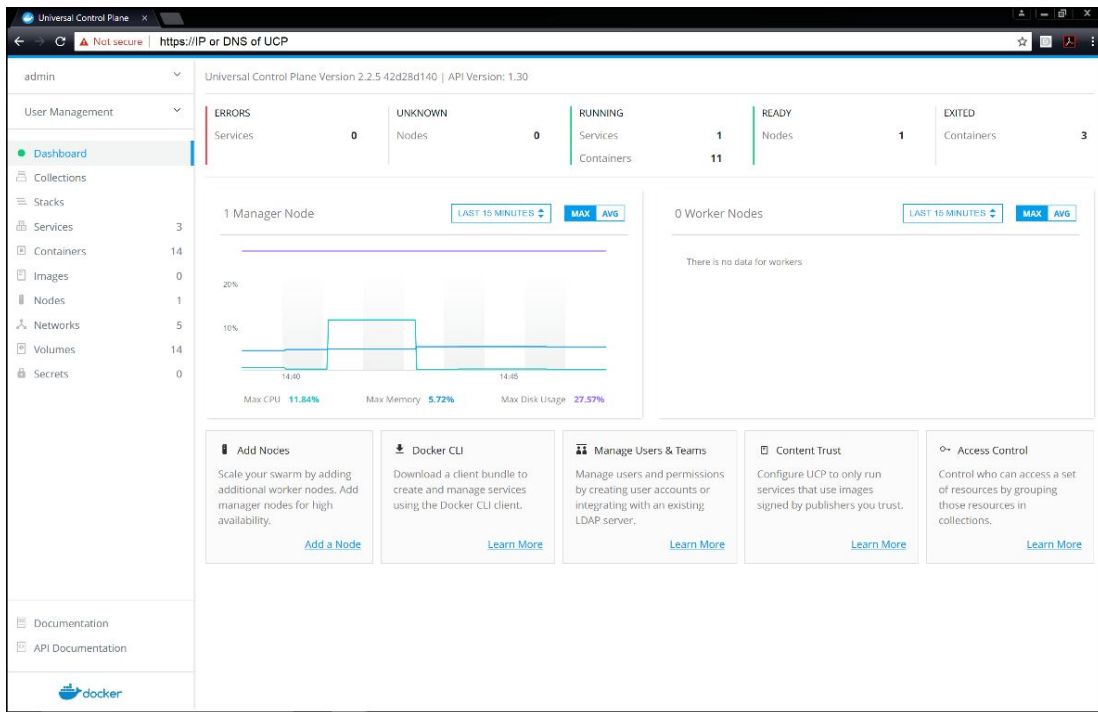 Universal Control Plane
Not secure https://IP or DNS of UCP
admin
User Management
Dashboard
Collections
Stacks
Services 3
Containers 14
Images 0
Nodes 1
Networks 5
Volumes 14
Secrets 0
Documentation
API Documentation
docker
Universal Control Plane Version 2.2.5 42d28d140 | API Version: 1.30
ERRORS
Services 0
UNKNOWN
Nodes 0
RUNNING
Services 1
Containers 11
READY
Nodes 1
EXITED
Containers 3
1 Manager Node
LAST 15 MINUTES MAX AVG
20%
10%
14:40 14:45
Max CPU 11.84% Max Memory 5.72% Max Disk Usage 27.57%
0 Worker Nodes
LAST 15 MINUTES MAX AVG
There is no data for workers
Add Nodes
Scale your swarm by adding
additional worker nodes. Add
manager nodes for high
availability.
Add a Node
Docker CLI
Download a client bundle to
create and manage services
using the Docker CLI client.
Learn More
Manage Users & Teams
Manage users and permissions
by creating user accounts or
integrating with an existing
LDAP server.
Learn More
Content Trust
Configure UCP to only run
services that use images
signed by publishers you trust.
Learn More
Access Control
Control who can access a set
of resources by grouping
those resources in
collections.
Learn More